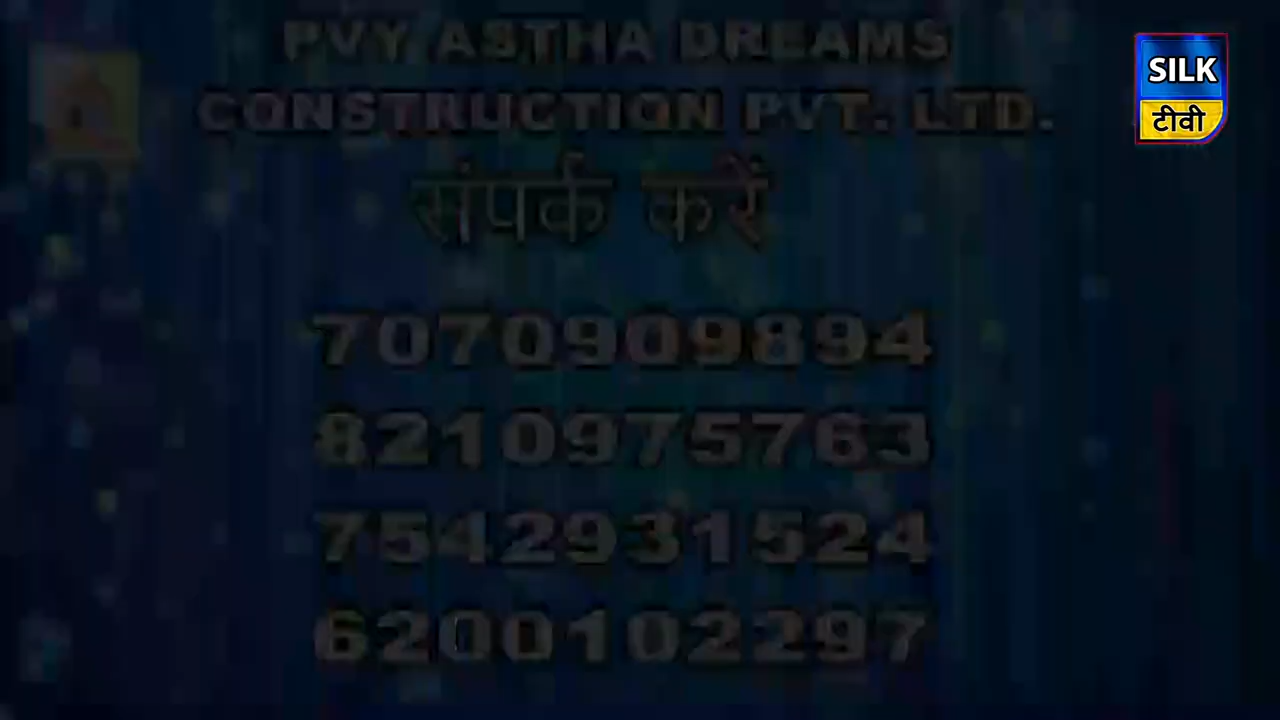 PVY ASTHA DREAMS
CONSTRUCTION PVT. LTD.
संपर्क करें
7070909894
8210975763
7542931524
6200102297
SILK
टीवी